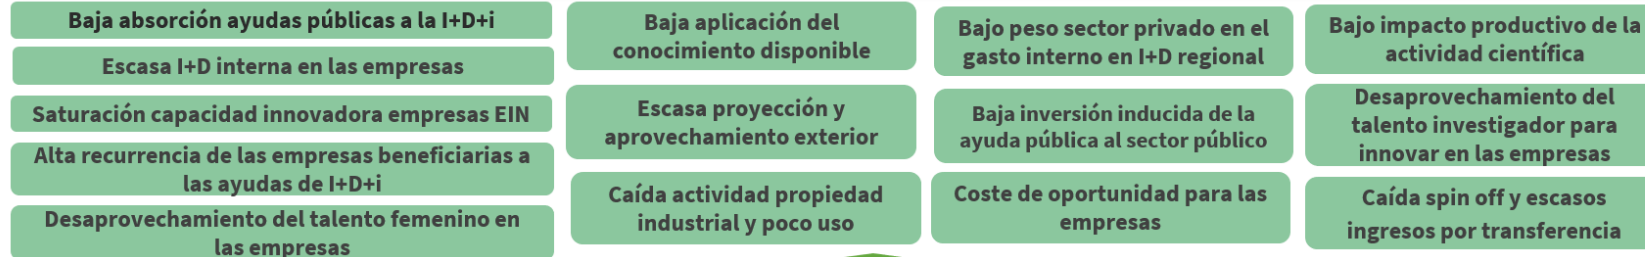 Baja absorción ayudas públicas a la I+D+i
Escasa I+D interna en las empresas
Saturación capacidad innovadora empresas EIN
Alta recurrencia de las empresas beneficiarias a
las ayudas de I+D+i
Desaprovechamiento del talento femenino en
las empresas
Baja aplicación del
conocimiento disponible
Escasa proyección y
aprovechamiento exterior
Caída actividad propiedad
industrial y poco uso
Bajo peso sector privado en el
gasto interno en I+D regional
Baja inversión inducida de la
ayuda pública al sector público
Coste de oportunidad para las
empresas
Bajo impacto productivo de la
actividad científica
Desaprovechamiento del
talento investigador para
innovar en las empresas
Caída spin off y escasos
ingresos por transferencia